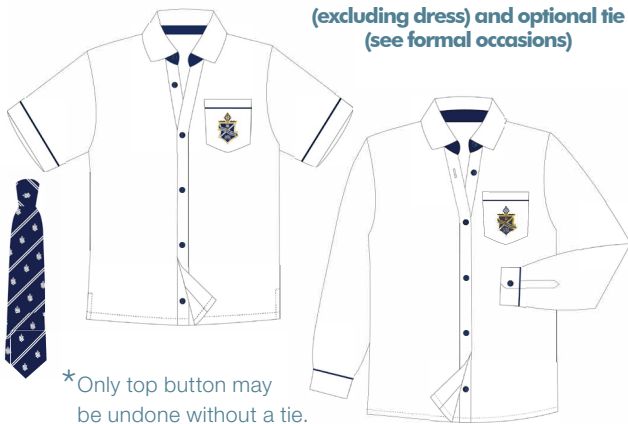 (excluding dress) and optional tie
(see formal occasions)
*Only top button may
be undone without a tie.